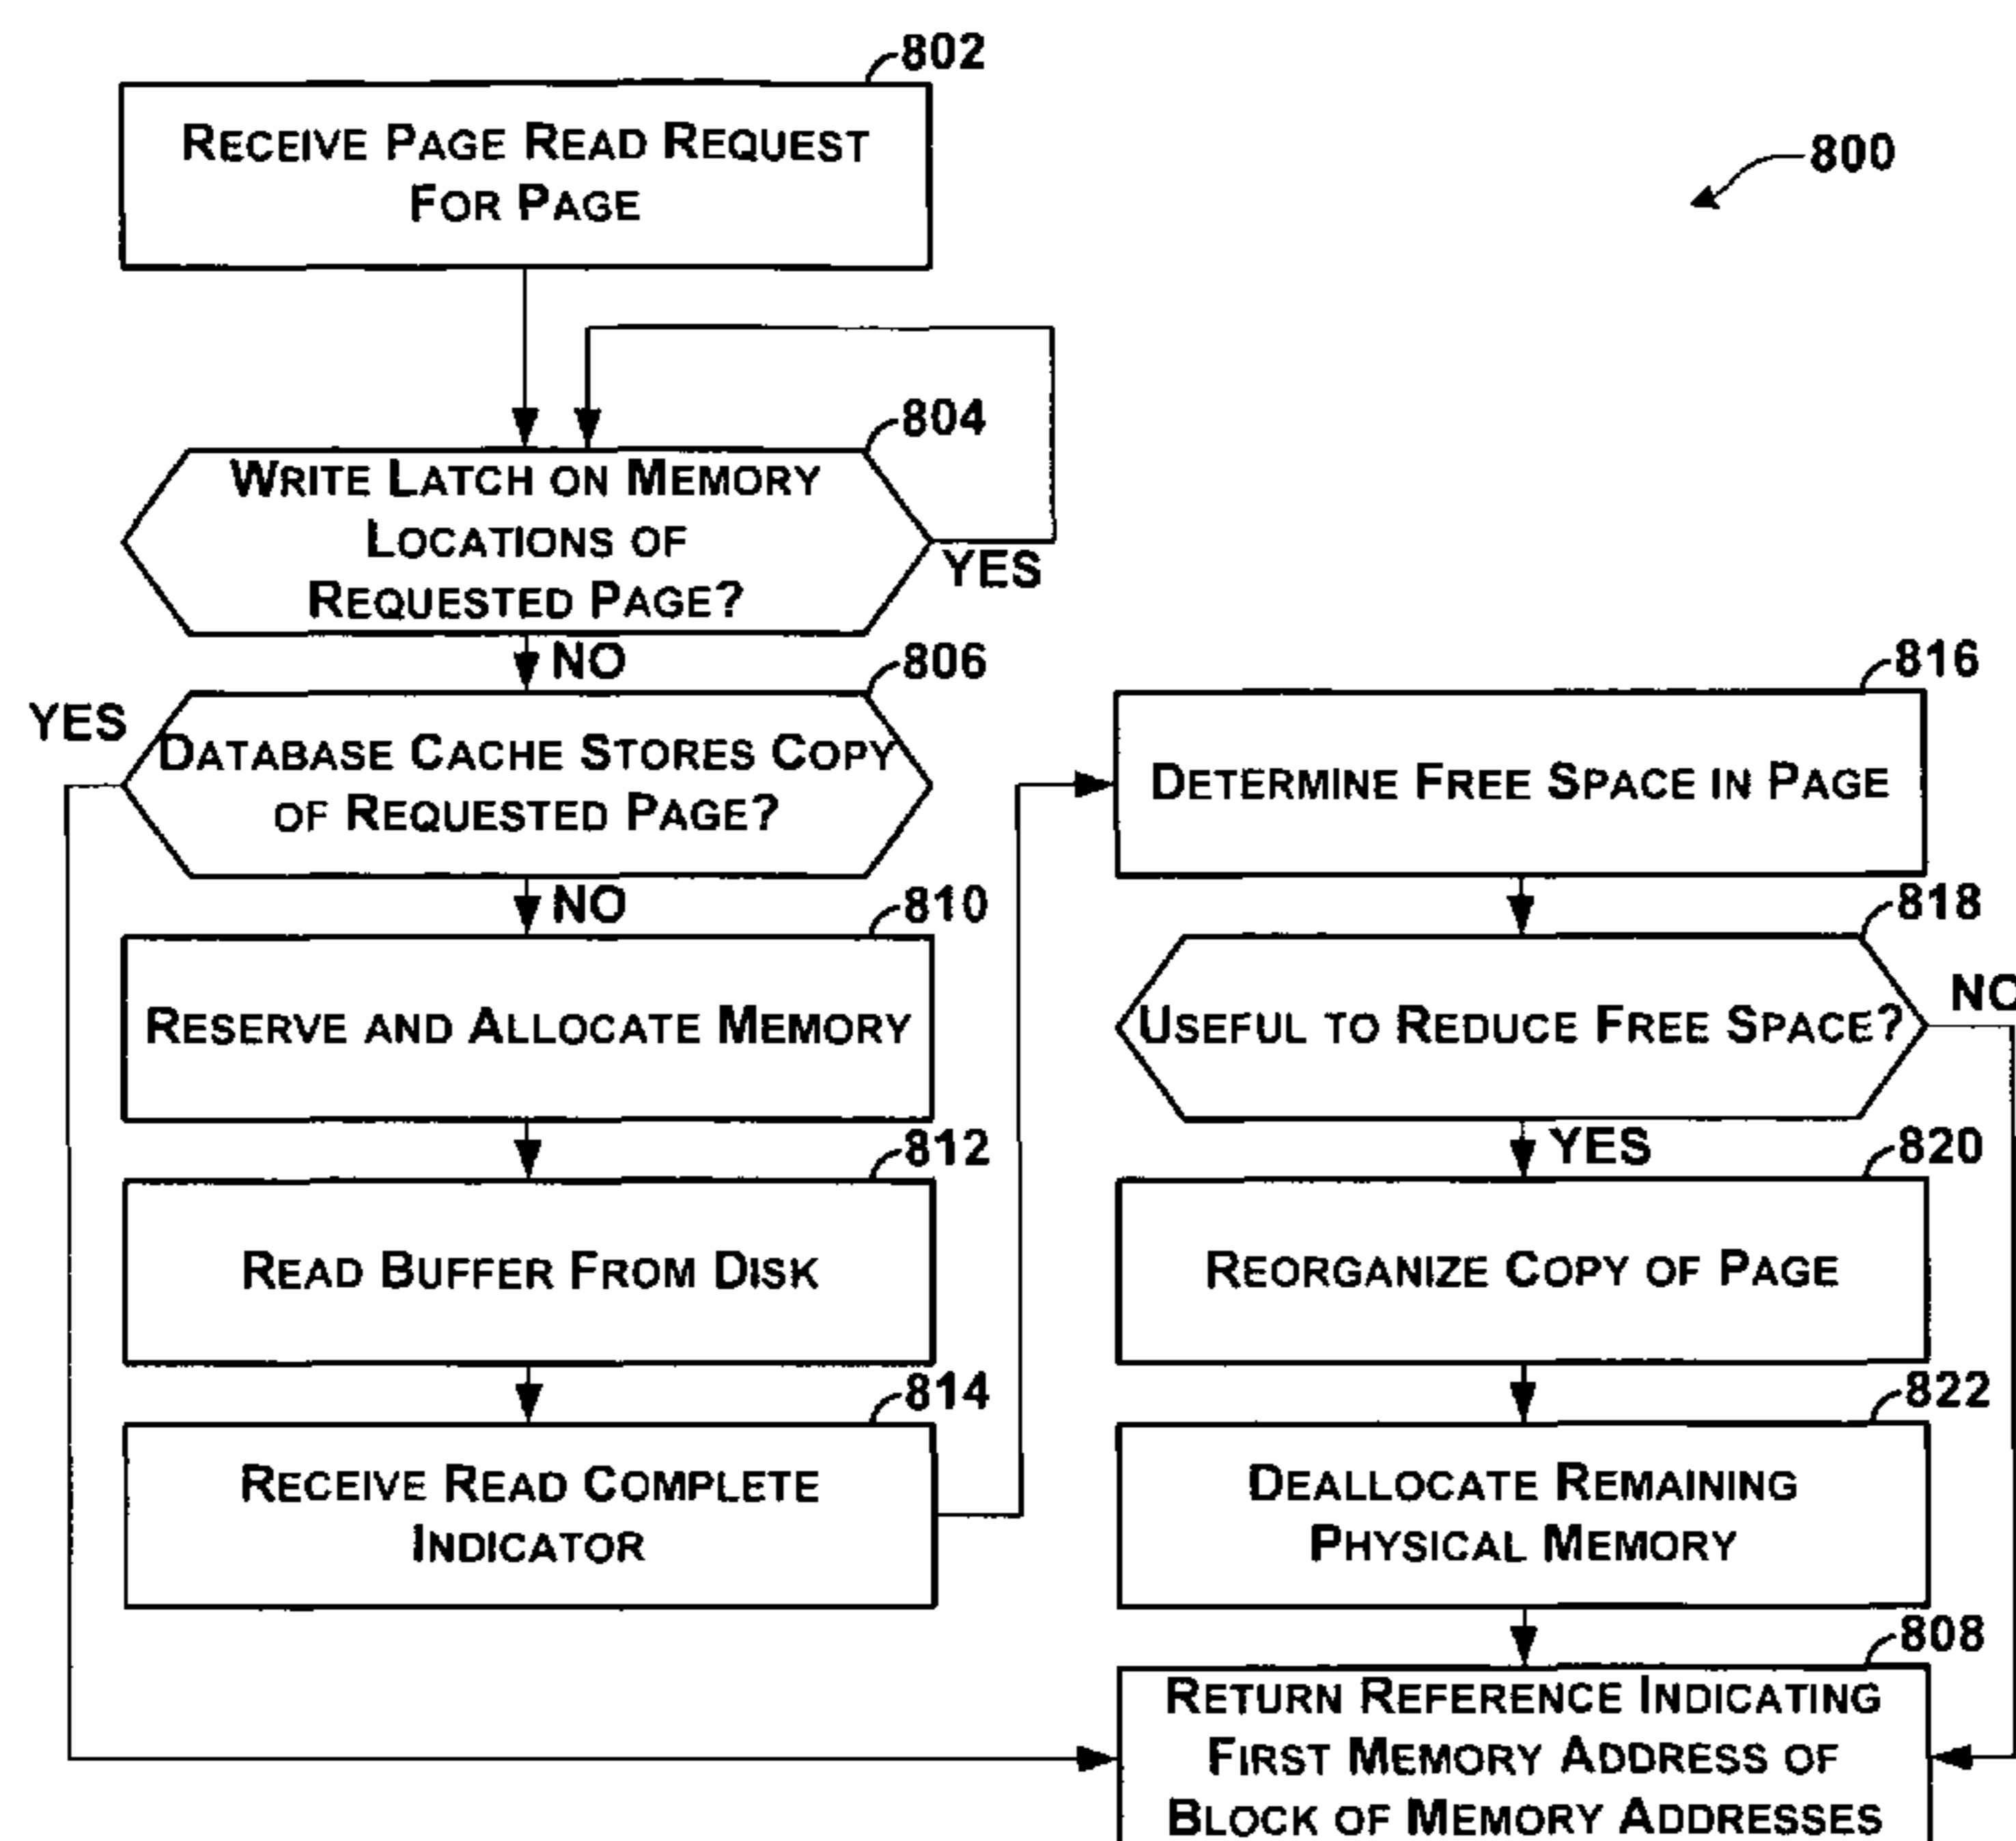 802
RECEIVE PAGE READ REQUEST
FOR PAGE
800
804
WRITE LATCH ON MEMORY
LOCATIONS OF
REQUESTED PAGE?
YES
NO
806
YES
DATABASE CACHE STORES COPY
OF REQUESTED PAGE?
NO
810
RESERVE AND ALLOCATE MEMORY
812
READ BUFFER FROM DISK
814
RECEIVE READ COMPLETE
INDICATOR
816
DETERMINE FREE SPACE IN PAGE
818
USEFUL TO REDUCE FREE SPACE?
NO
YES
820
REORGANIZE COPY OF PAGE
822
DEALLOCATE REMAINING
PHYSICAL MEMORY
808
RETURN REFERENCE INDICATING
FIRST MEMORY ADDRESS OF
BLOCK OF MEMORY ADDRESSES